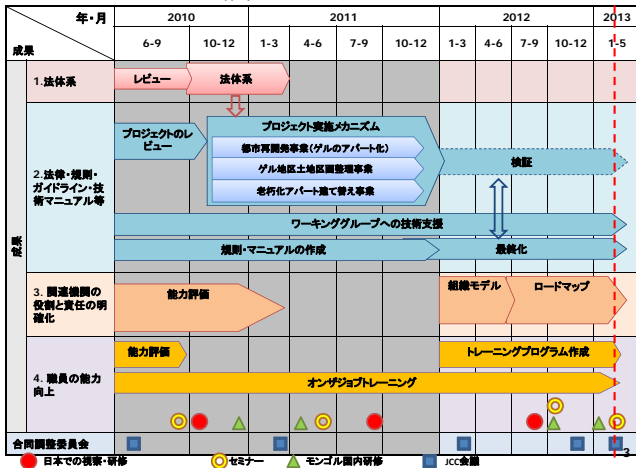 年・月
成果
2010
2011
2012
2013
6-9
10-12
1-3
4-6
7-9
10-12
1-3
4-6
7-9
10-12
1-5
成果
1.法体系
レビュー
法体系
2.法律・規則・
ガイドライン・技
術マニュアル等
プロジェクトのレ
ビュー
プロジェクト実施メカニズム
都市再開発事業(ゲルのアパート化)
ゲル地区土地区画整理事業
老朽化アパート建て替え事業
検証
ワーキンググループへの技術支援
規則・マニュアルの作成
最終化
3. 関連機関の
役割と責任の明
確化
能力評価
組織モデル
ロードマップ
4. 職員の能力
向上
能力評価
トレーニングプログラム作成
オンザジョブトレーニング
合同調整委員会
日本での視察・研修
セミナー
モンゴル国内研修
JCC会議
3